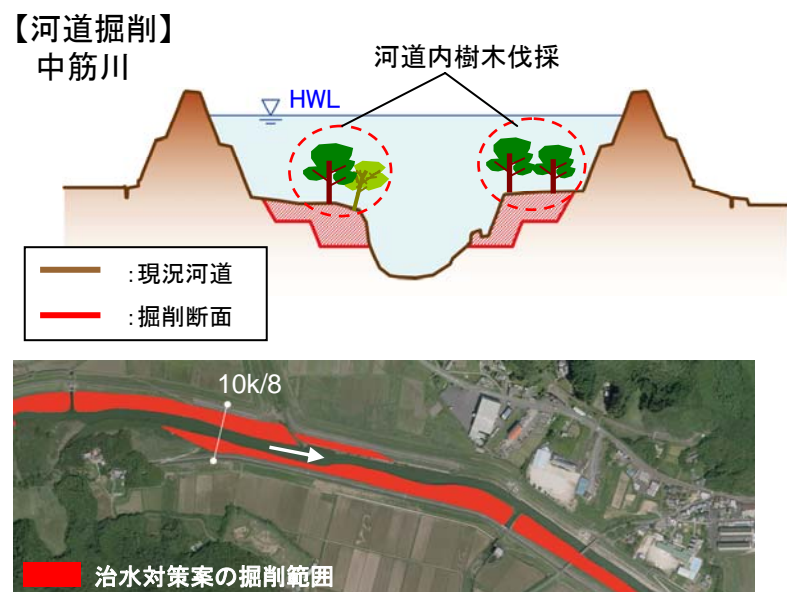 【河道掘削】
中筋川
河道内樹木伐採
HWL
:現況河道
:掘削断面
10k/8
治水対策案の掘削範囲